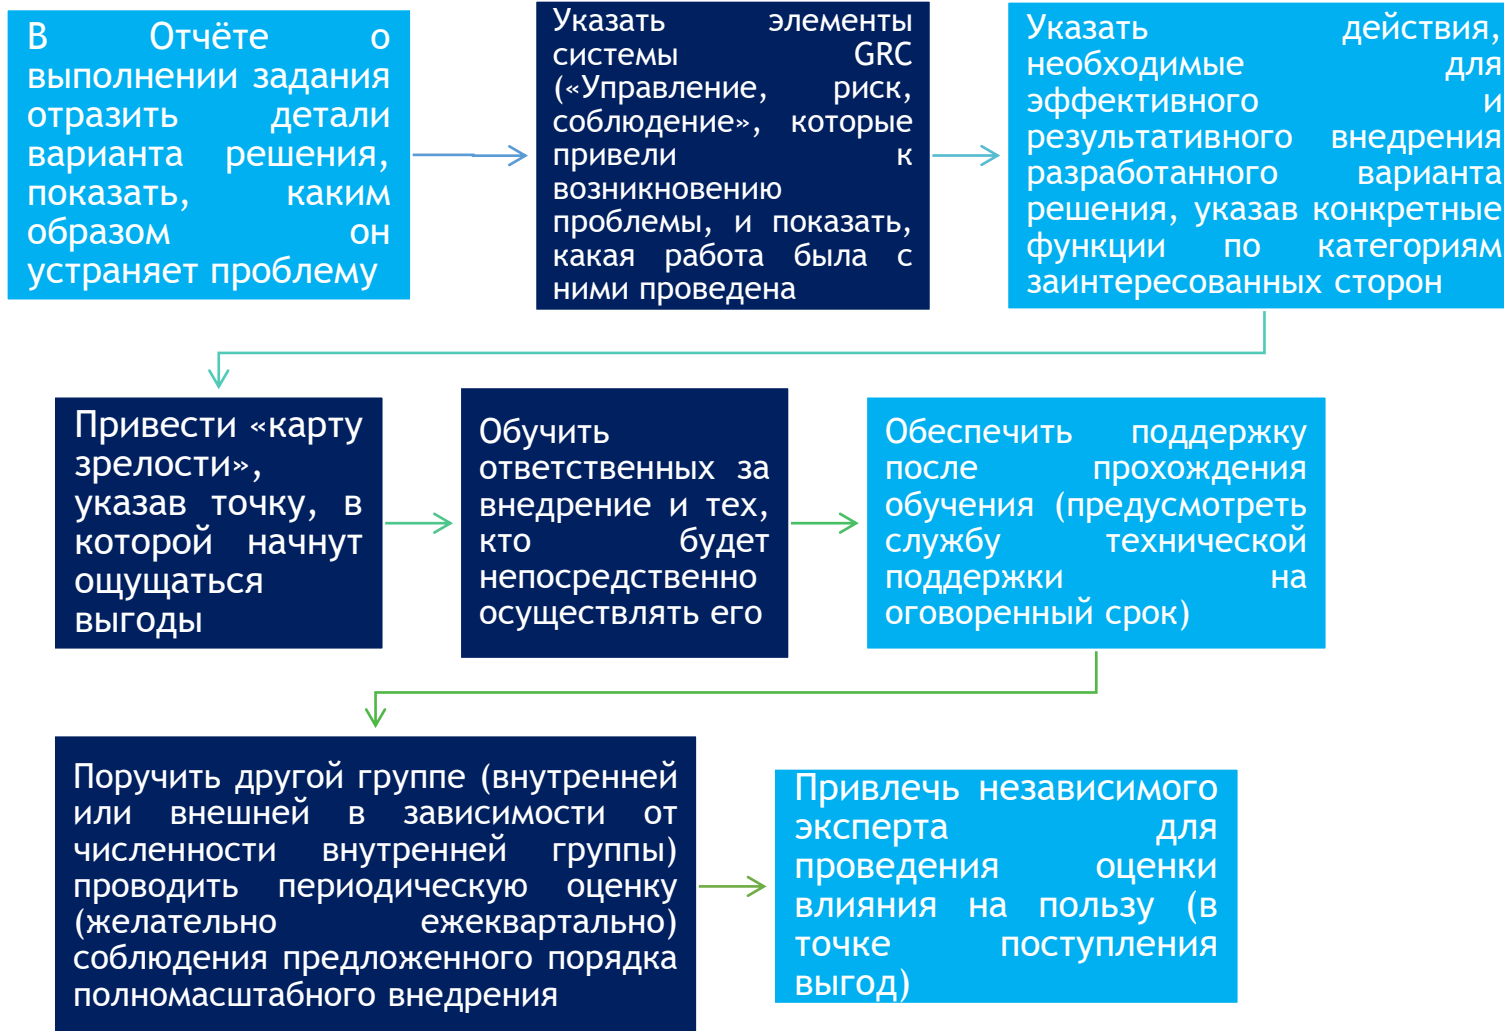 В Отчёте о
выполнении задания
отразить детали
варианта решения,
показать, каким
образом он
устраняет проблему
Указать элементы
системы GRC
(«Управление, риск,
соблюдение», которые
привели к
возникновению
проблемы, и показать,
какая работа была с
ними проведена
Указать действия,
необходимые для
эффективного и
результативного внедрения
разработанного варианта
решения, указав конкретные
функции по категориям
заинтересованных сторон
Привести «карту
зрелости»,
указав точку, в
которой начнут
ощущаться
выгоды
Обучить
ответственных за
внедрение и тех,
кто будет
непосредственно
осуществлять его
Обеспечить поддержку
после прохождения
обучения (предусмотреть
службу технической
поддержки на
оговоренный срок)
Поручить другой группе (внутренней
или внешней в зависимости от
численности внутренней группы)
проводить периодическую оценку
(желательно ежеквартально)
соблюдения предложенного порядка
полномасштабного внедрения
Привлечь независимого
эксперта для
проведения оценки
влияния на пользу (в
точке поступления
выгод)